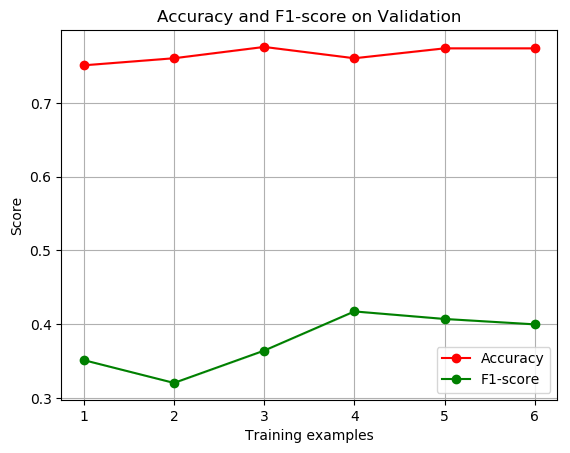 Accuracy and F1-score on Validation
Score
0.7
0.6
0.5
0.4
0.3
Accuracy
F1-score
1 2 3 4 5 6
Training examples